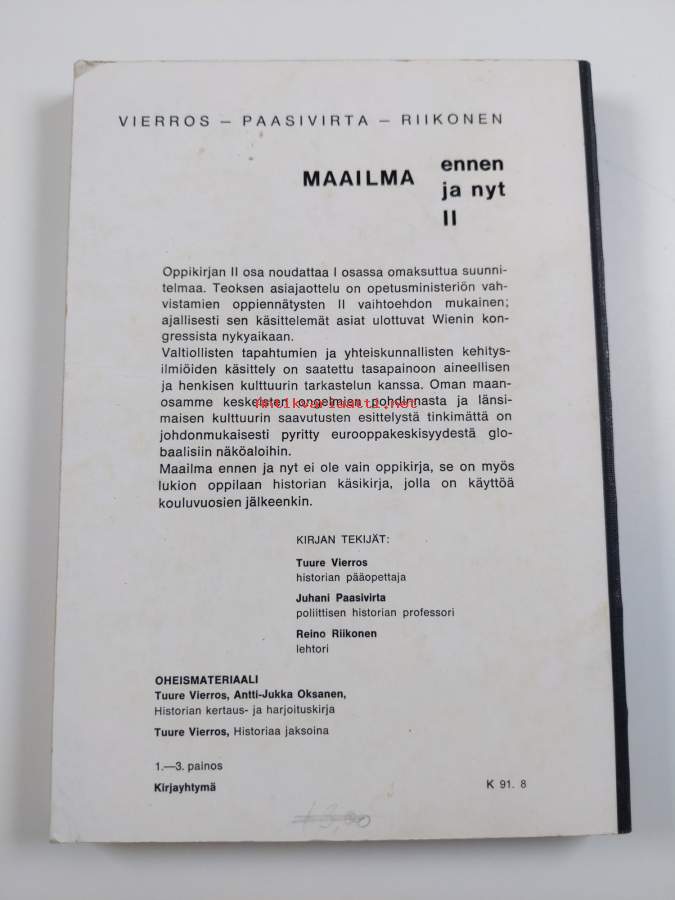 VIERROS – PAASIVIRTA – RIIKONEN
MAAILMA ennen
ja nyt
II
Oppikirjan II osa noudattaa I osassa omaksuttua suunni-
telmaa. Teoksen asiajaottelu on opetusministeriön vah-
vistamien oppiennätysten II vaihtoehdon mukainen;
ajallisesti sen käsittelemät asiat ulottuvat Wienin kon-
gressista nykyaikaan.
Valtiollisten tapahtumien ja yhteiskunnallisten kehitys-
ilmiöiden käsittely on saatettu tasapainoon aineellisen
ja henkisen kulttuurin tarkastelun kanssa. Oman maan-
osamme keskeisten ongelmien pohdinnasta ja länsi-
maisen kulttuurin saavutusten esittelystä tinkimättä on
johdonmukaisesti pyritty eurooppakeskisyydestä glo-
baalisiin näköaloihin.
Maailma ennen ja nyt ei ole vain oppikirja, se on myös
lukion oppilaan historian käsikirja, jolla on käyttöä
kouluvuosien jälkeenkin.
Antikvariaatti.net
KIRJAN TEKIJÄT:
Tuure Vierros
historian pääopettaja
Juhani Paasivirta
poliittisen historian professori
Reino Riikonen
lehtori
OHEISMATERIAALI
Tuure Vierros, Antti-Jukka Oksanen,
Historian kertaus- ja harjoituskirja
Tuure Vierros, Historiaa jaksoina
1.—3. painos
Kirjayhtymä K 91. 8